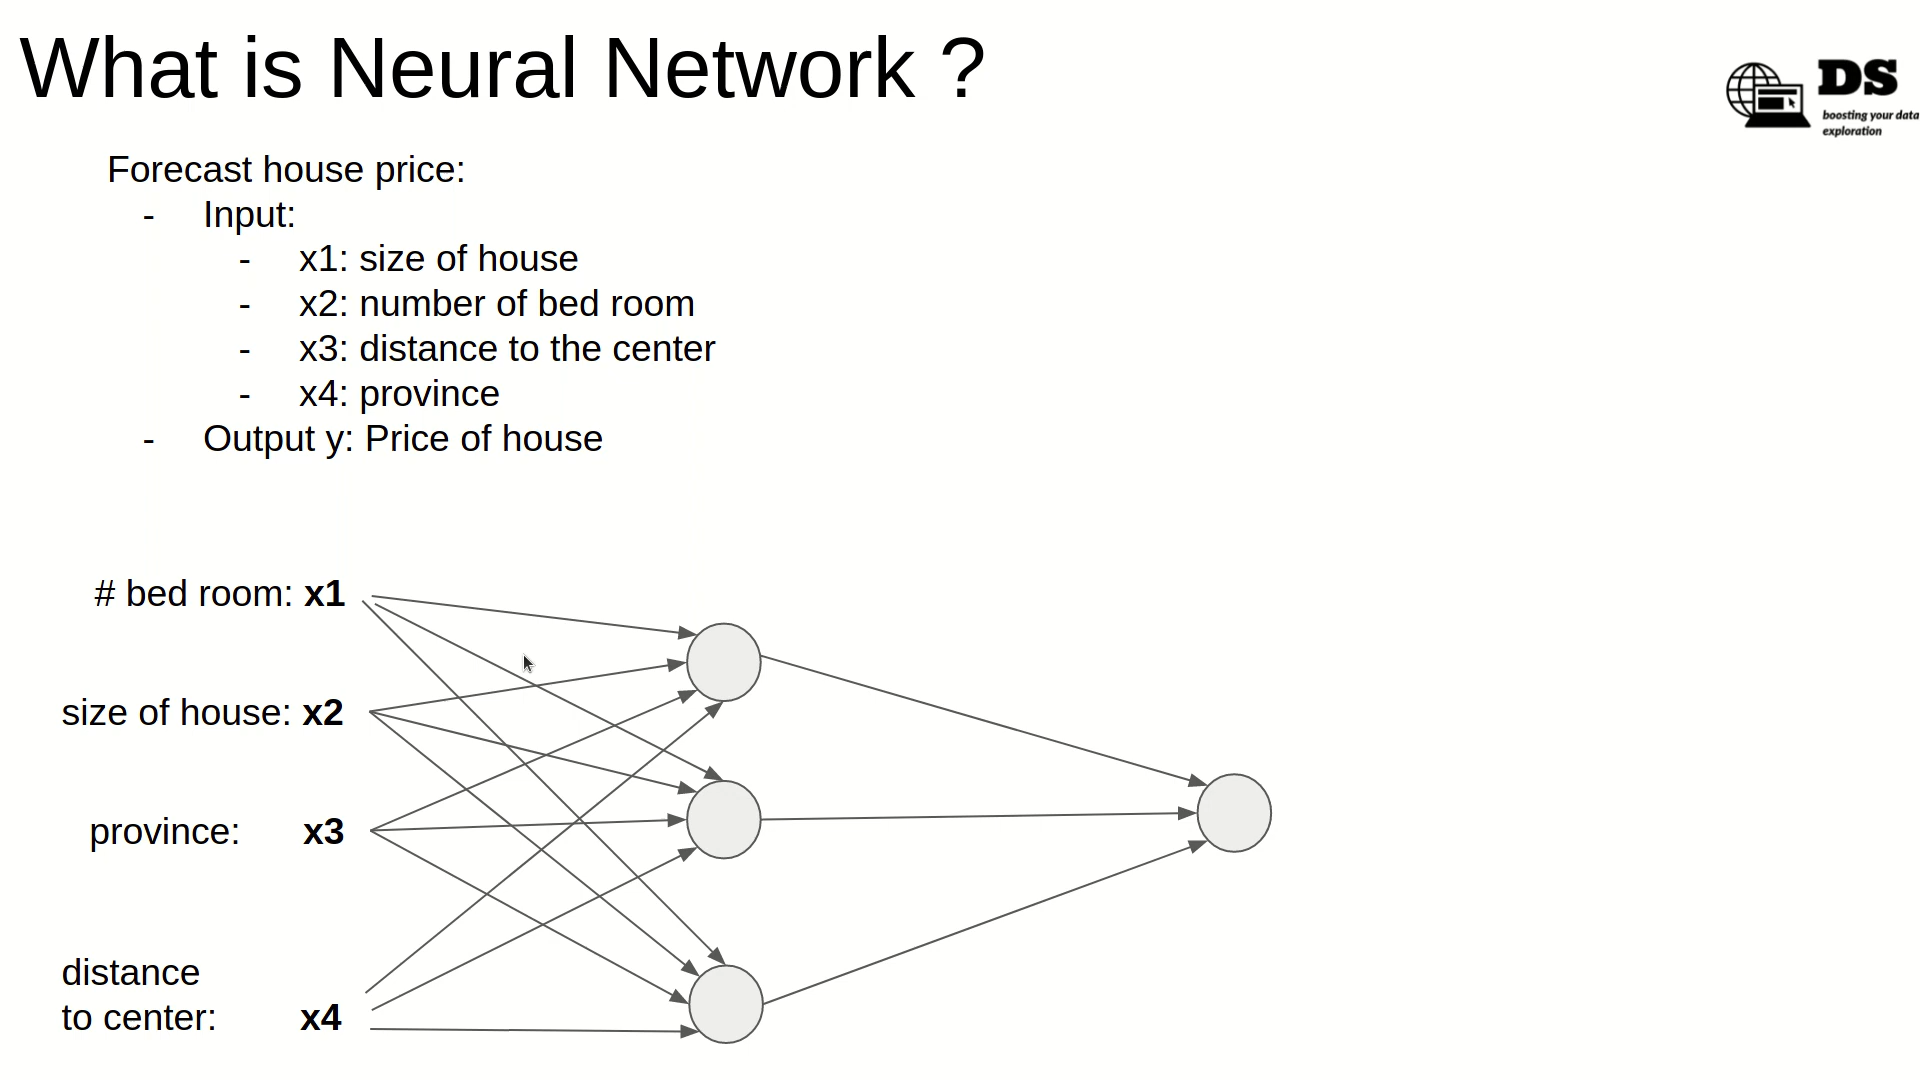 What is Neural Network ?
DS
boosting your data
exploration
Forecast house price:
- Input:
- x1: size of house
- x2: number of bed room
- x3: distance to the center
- x4: province
- Output y: Price of house
# bed room: x1
size of house: x2
province: x3
distance
to center: x4